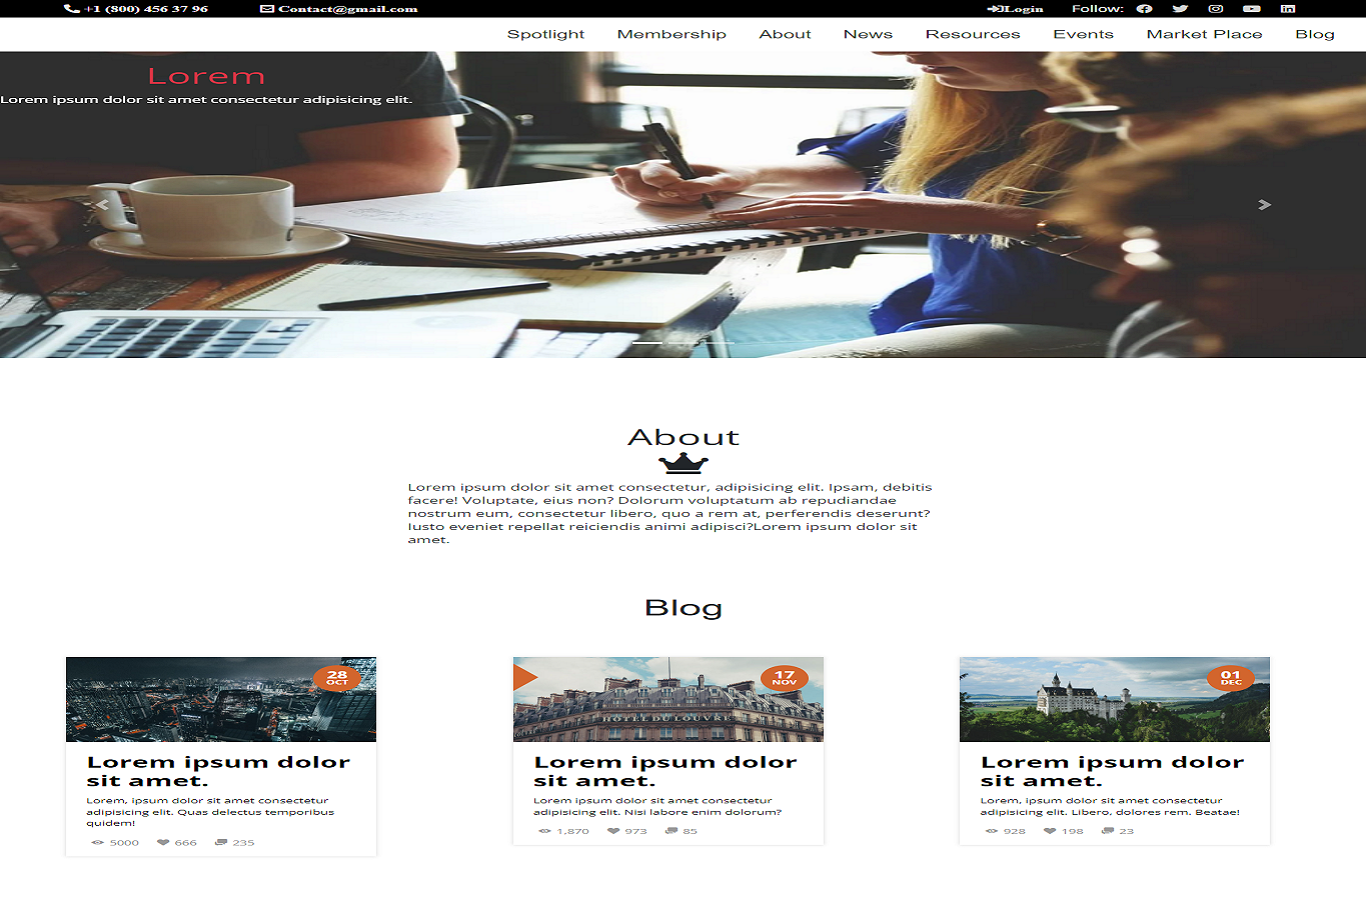 +1 (800) 456 37 96 Contact@gmail.com Login Follow:
Spotlight Membership About News Resources Events Market Place Blog
Lorem
Lorem ipsum dolor sit amet consectetur adipisicing elit.
About
Lorem ipsum dolor sit amet consectetur, adipisicing elit. Ipsam, debitis
facere! Voluptate, eius non? Dolorum voluptatum ab repudiandae
nostrum eum, consectetur libero, quo a rem at, perferendis deserunt?
Iusto eveniet repellat reiciendis animi adipisci?Lorem ipsum dolor sit
amet.
Blog
28
OCT
Lorem ipsum dolor
sit amet.
Lorem, ipsum dolor sit amet consectetur
adipisicing elit. Quas delectus temporibus
quidem!
5000 666 235
17
NOV
HOTEL DU LOUVRE
Lorem ipsum dolor
sit amet.
Lorem ipsum dolor sit amet consectetur
adipisicing elit. Nisi labore enim dolorum?
1,870 973 85
01
DEC
Lorem ipsum dolor
sit amet.
Lorem, ipsum dolor sit amet consectetur
adipisicing elit. Libero, dolores rem. Beatae!
928 198 23